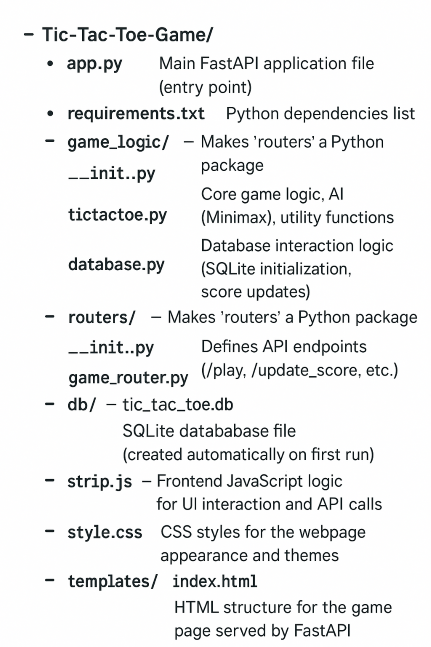 – Tic-Tac-Toe-Game/
• app.py Main FastAPI application file
(entry point)
• requirements.txt Python dependencies list
– game_logic/ – Makes 'routers' a Python
package
__init..py
Core game logic, AI
tictactoe.py (Minimax), utility functions
Database interaction logic
database.py (SQLite initialization,
score updates)
– routers/ – Makes 'routers' a Python package
__init..py Defines API endpoints
game_router.py (/play, /update_score, etc.)
– db/ – tic_tac_toe.db
SQLite datababase file
(created automatically on first run)
– strip.js – Frontend JavaScript logic
for UI interaction and API calls
– style.css CSS styles for the webpage
appearance and themes
– templates/ index.html
HTML structure for the game
page served by FastAPI